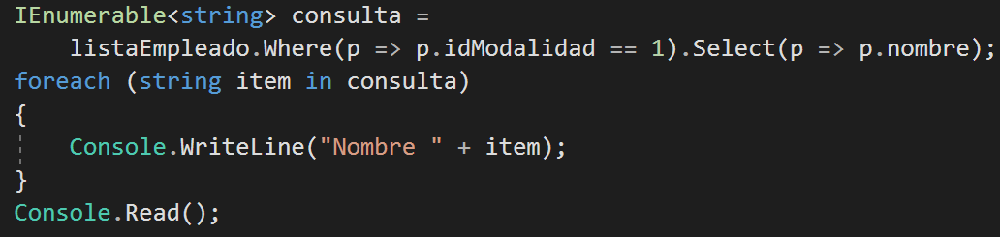 IEnumerable<string> consulta =
    listaEmpleado.Where(p => p.idModalidad == 1).Select(p => p.nombre);
foreach (string item in consulta)
{
    Console.WriteLine("Nombre " + item);
}
Console.Read();